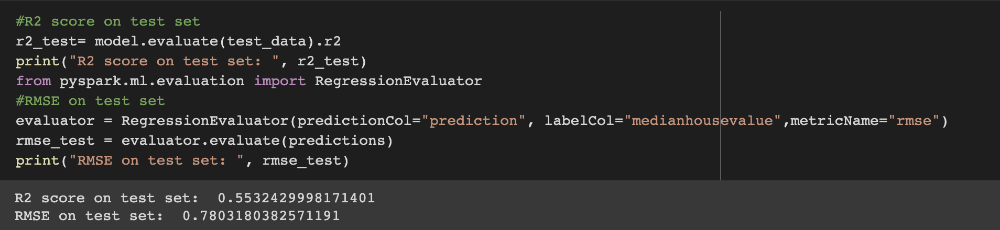 #R2 score on test set
r2_test= model.evaluate(test_data).r2
print("R2 score on test set: ", r2_test)
from pyspark.ml.evaluation import RegressionEvaluator
#RMSE on test set
evaluator = RegressionEvaluator(predictionCol="prediction", labelCol="medianhousevalue",metricName="rmse")
rmse_test = evaluator.evaluate(predictions)
print("RMSE on test set: ", rmse_test)
R2 score on test set:  0.5532429998171401
RMSE on test set:  0.7803180382571191